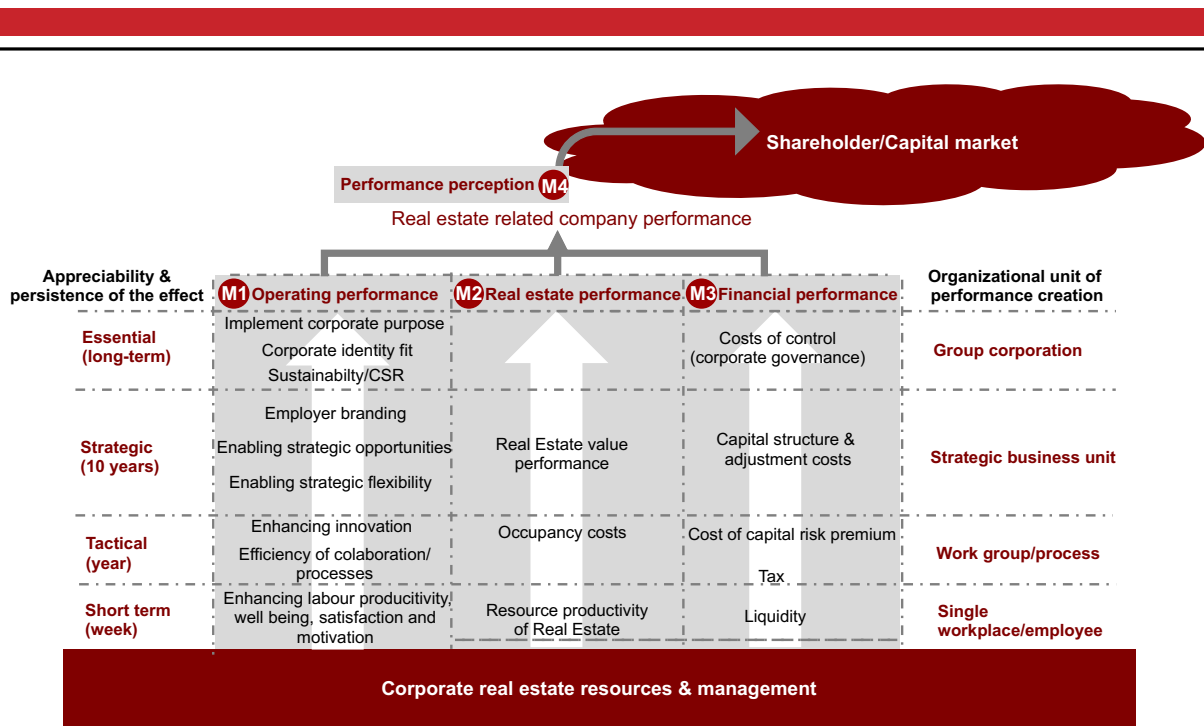 Shareholder/Capital market
Performance perception M4
Real estate related company performance
Appreciability &
persistence of the effect
M1 Operating performance
M2 Real estate performance
M3 Financial performance
Organizational unit of
performance creation
Essential
(long-term)
Implement corporate purpose
Corporate identity fit
Sustainabilty/CSR
Costs of control
(corporate governance)
Group corporation
Strategic
(10 years)
Employer branding
Enabling strategic opportunities
Enabling strategic flexibility
Real Estate value
performance
Capital structure &
adjustment costs
Strategic business unit
Tactical
(year)
Enhancing innovation
Efficiency of colaboration/
processes
Occupancy costs
Cost of capital risk premium
Tax
Work group/process
Short term
(week)
Enhancing labour producitivity,
well being, satisfaction and
motivation
Resource productivity
of Real Estate
Liquidity
Single
workplace/employee
Corporate real estate resources & management